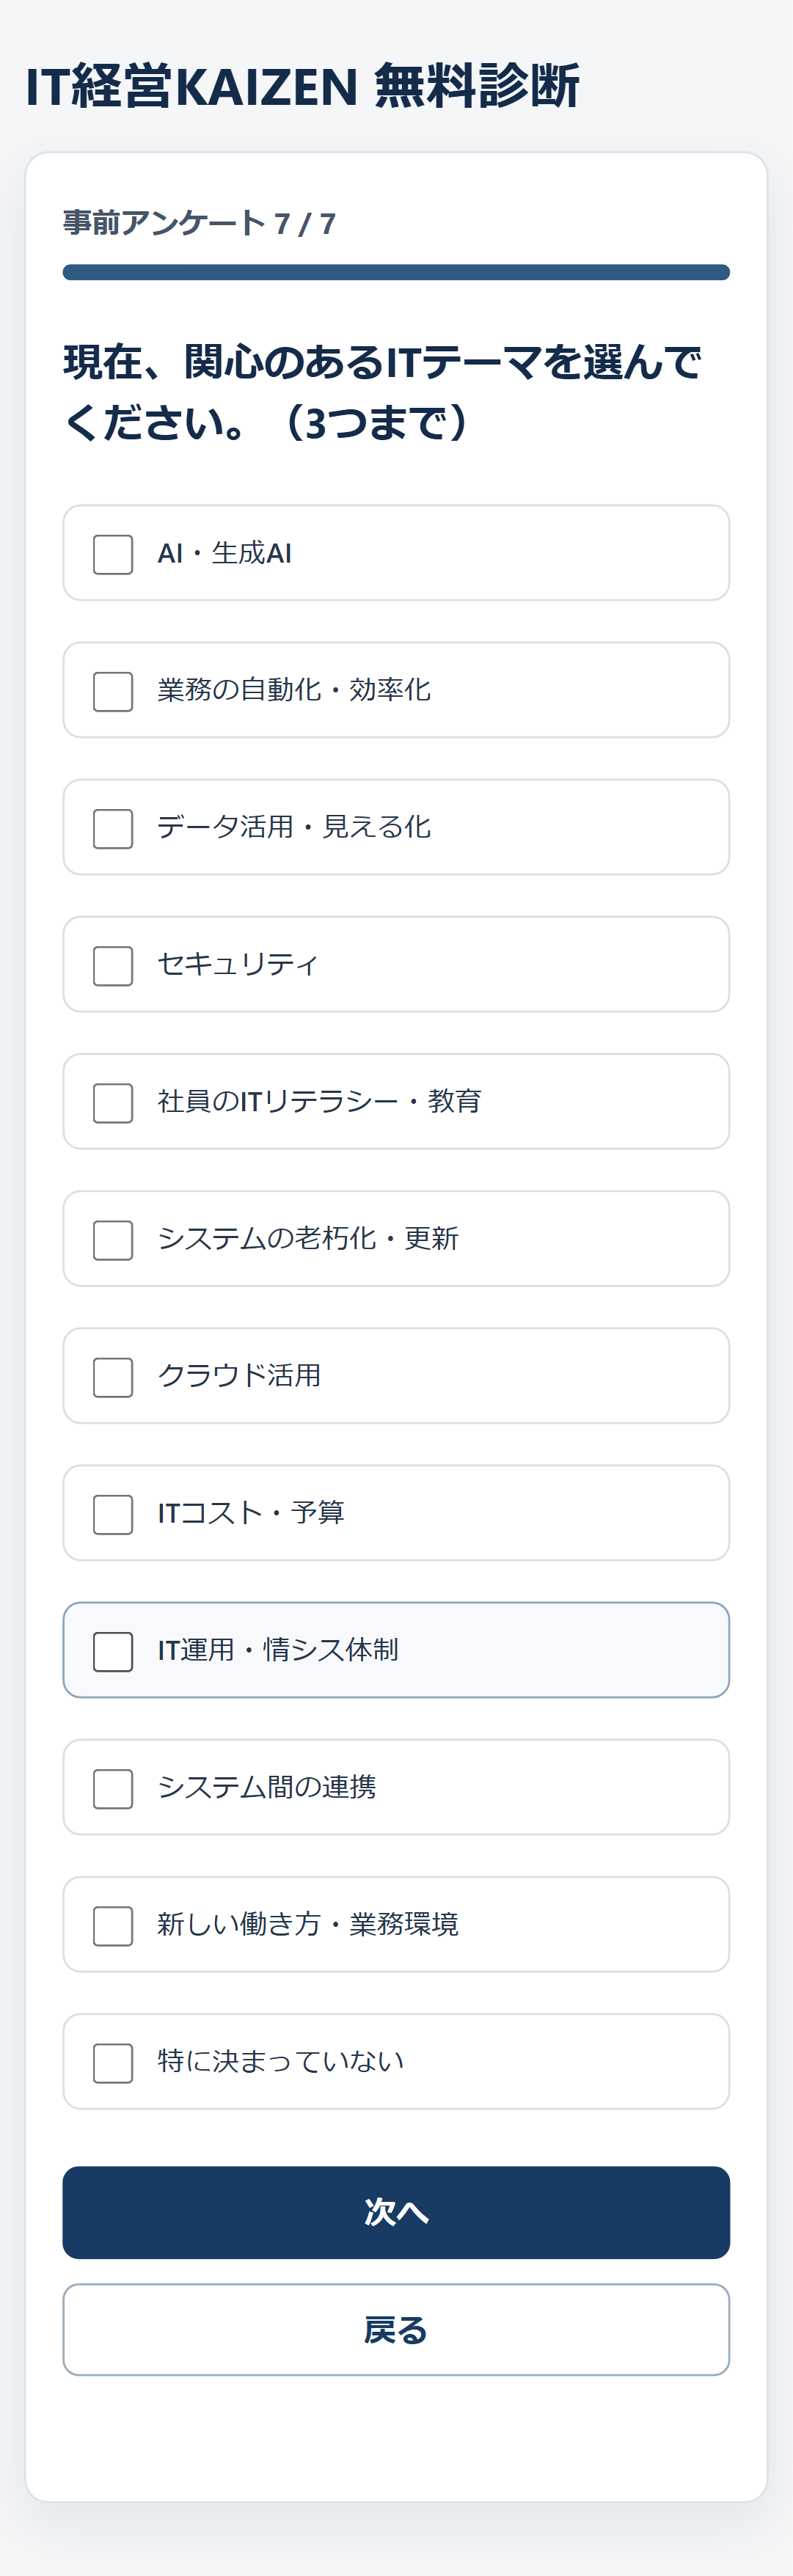 IT経営KAIZEN 無料診断
事前アンケート 7 / 7
現在、関心のあるITテーマを選んで
ください。（3つまで）
AI・生成AI
業務の自動化・効率化
データ活用・見える化
セキュリティ
社員のITリテラシー・教育
システムの老朽化・更新
クラウド活用
ITコスト・予算
IT運用・情シス体制
システム間の連携
新しい働き方・業務環境
特に決まっていない
次へ
戻る